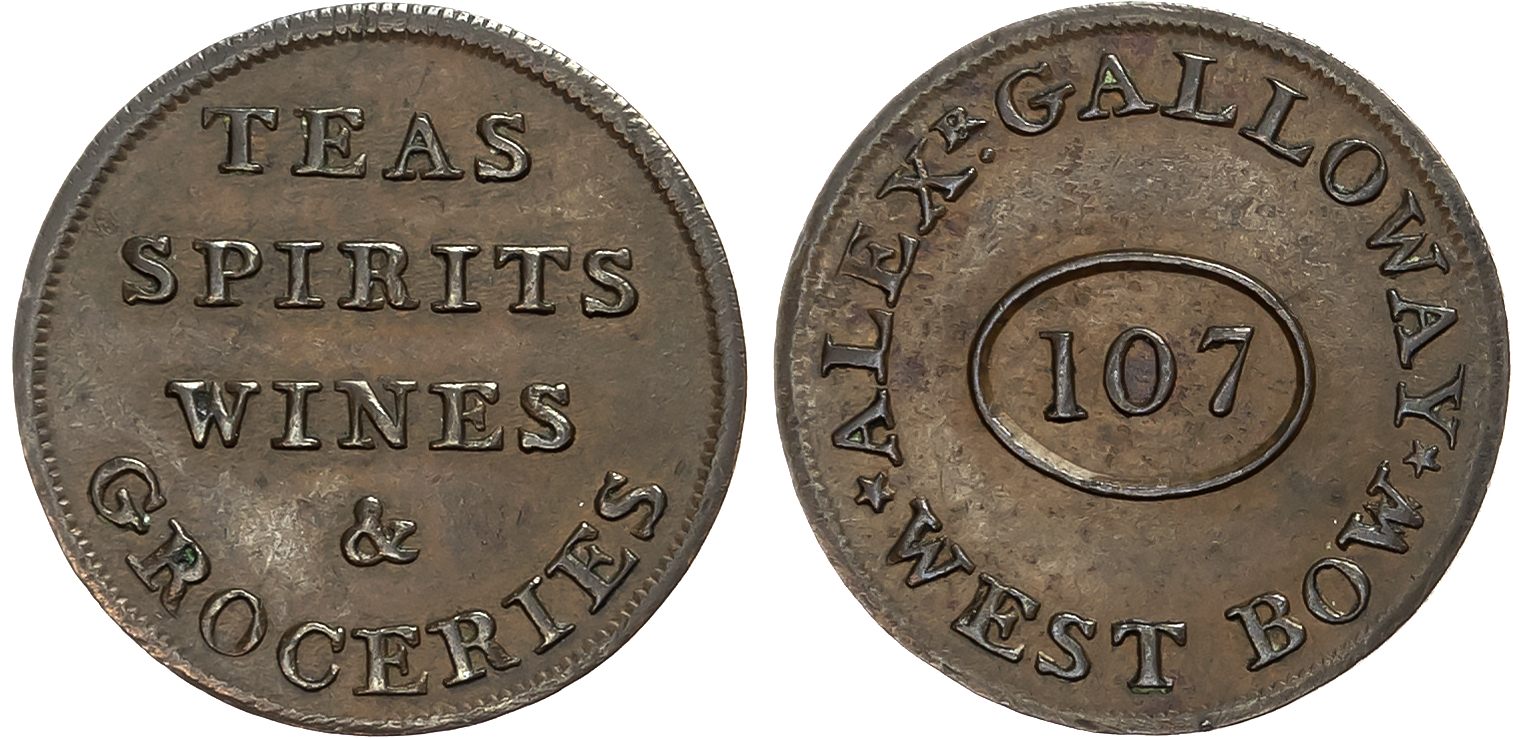 TEAS
SPIRITS
WINES
&
GROCERIES
ALEXR. GALLOWAY
107
★ WEST BOW ★